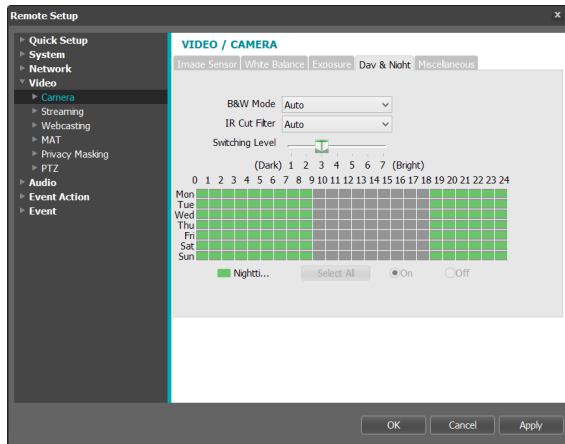 Remote Setup
x
Quick Setup
System
Network
Video
Camera
Streaming
Webcasting
MAT
Privacy Masking
PTZ
Audio
Event Action
Event
VIDEO / CAMERA
Image Sensor White Balance Exposure Day & Night Miscellaneous
B&W Mode Auto
IR Cut Filter Auto
Switching Level
(Dark) 1 2 3 4 5 6 7 (Bright)
0 1 2 3 4 5 6 7 8 9 10 11 12 13 14 15 16 17 18 19 20 21 22 23 24
Mon
Tue
Wed
Thu
Fri
Sat
Sun
Nightti... Select All On Off
OK Cancel Apply